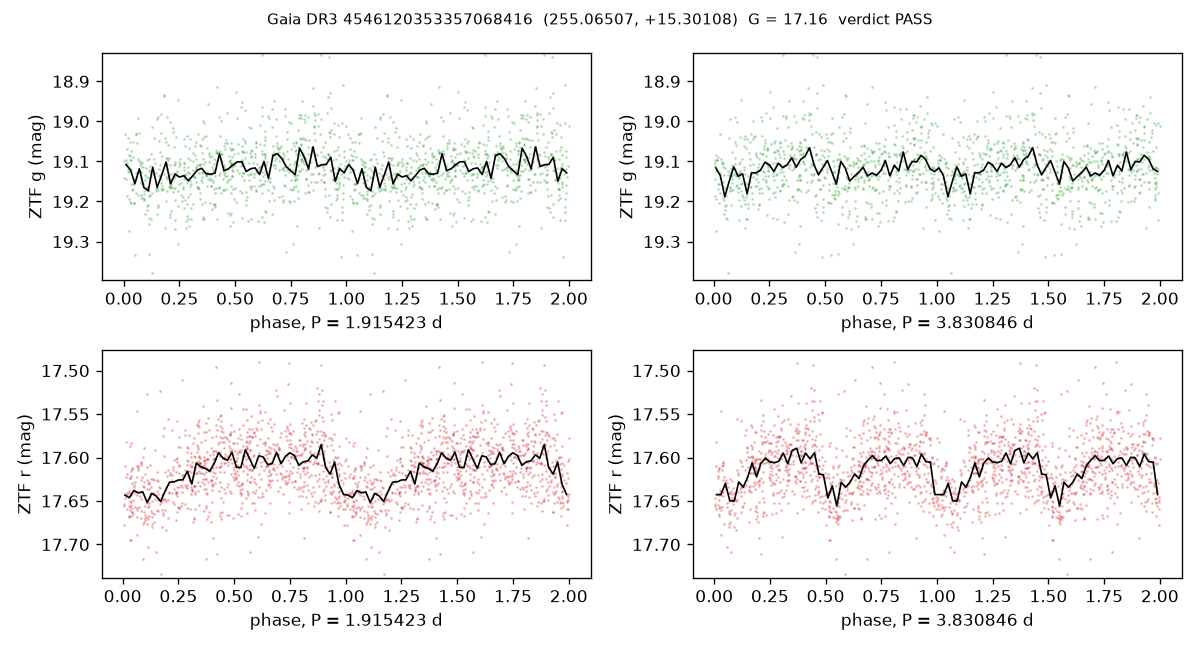 Gaia DR3 4546120353357068416 (255.06507, +15.30108) G = 17.16 verdict PASS
ZTF g (mag)
18.9
19.0
19.1
19.2
19.3
0.00 0.25 0.50 0.75 1.00 1.25 1.50 1.75 2.00
phase, P = 1.915423 d
ZTF g (mag)
18.9
19.0
19.1
19.2
19.3
0.00 0.25 0.50 0.75 1.00 1.25 1.50 1.75 2.00
phase, P = 3.830846 d
ZTF r (mag)
17.50
17.55
17.60
17.65
17.70
0.00 0.25 0.50 0.75 1.00 1.25 1.50 1.75 2.00
phase, P = 1.915423 d
ZTF r (mag)
17.50
17.55
17.60
17.65
17.70
0.00 0.25 0.50 0.75 1.00 1.25 1.50 1.75 2.00
phase, P = 3.830846 d